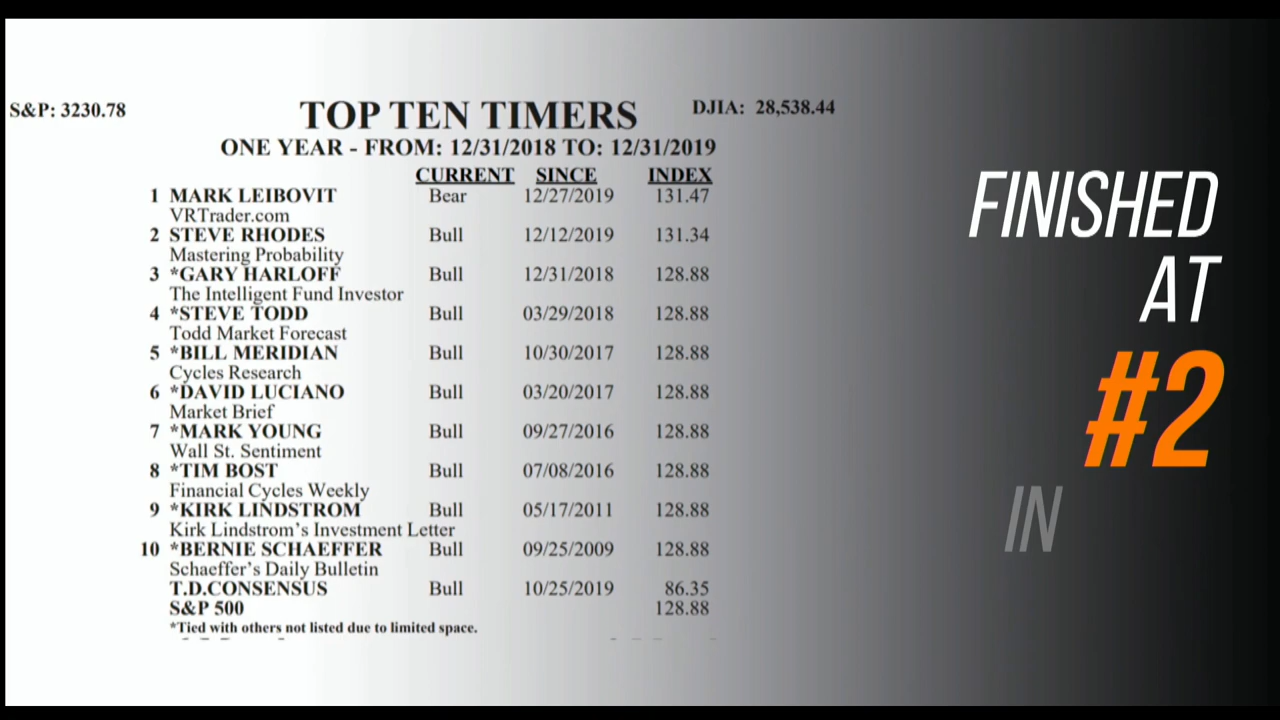 S&P: 3230.78
TOP TEN TIMERS
DJIA: 28,538.44
ONE YEAR - FROM: 12/31/2018 TO: 12/31/2019
CURRENT SINCE INDEX
1 MARK LEIBOVIT Bear 12/27/2019 131.47
VRTrader.com
2 STEVE RHODES Bull 12/12/2019 131.34
Mastering Probability
3 *GARY HARLOFF Bull 12/31/2018 128.88
The Intelligent Fund Investor
4 *STEVE TODD Bull 03/29/2018 128.88
Todd Market Forecast
5 *BILL MERIDIAN Bull 10/30/2017 128.88
Cycles Research
6 *DAVID LUCIANO Bull 03/20/2017 128.88
Market Brief
7 *MARK YOUNG Bull 09/27/2016 128.88
Wall St. Sentiment
8 *TIM BOST Bull 07/08/2016 128.88
Financial Cycles Weekly
9 *KIRK LINDSTROM Bull 05/17/2011 128.88
Kirk Lindstrom's Investment Letter
10 *BERNIE SCHAEFFER Bull 09/25/2009 128.88
Schaeffer's Daily Bulletin
T.D.CONSENSUS Bull 10/25/2019 86.35
S&P 500 128.88
*Tied with others not listed due to limited space.
FINISHED
AT
#2
IN